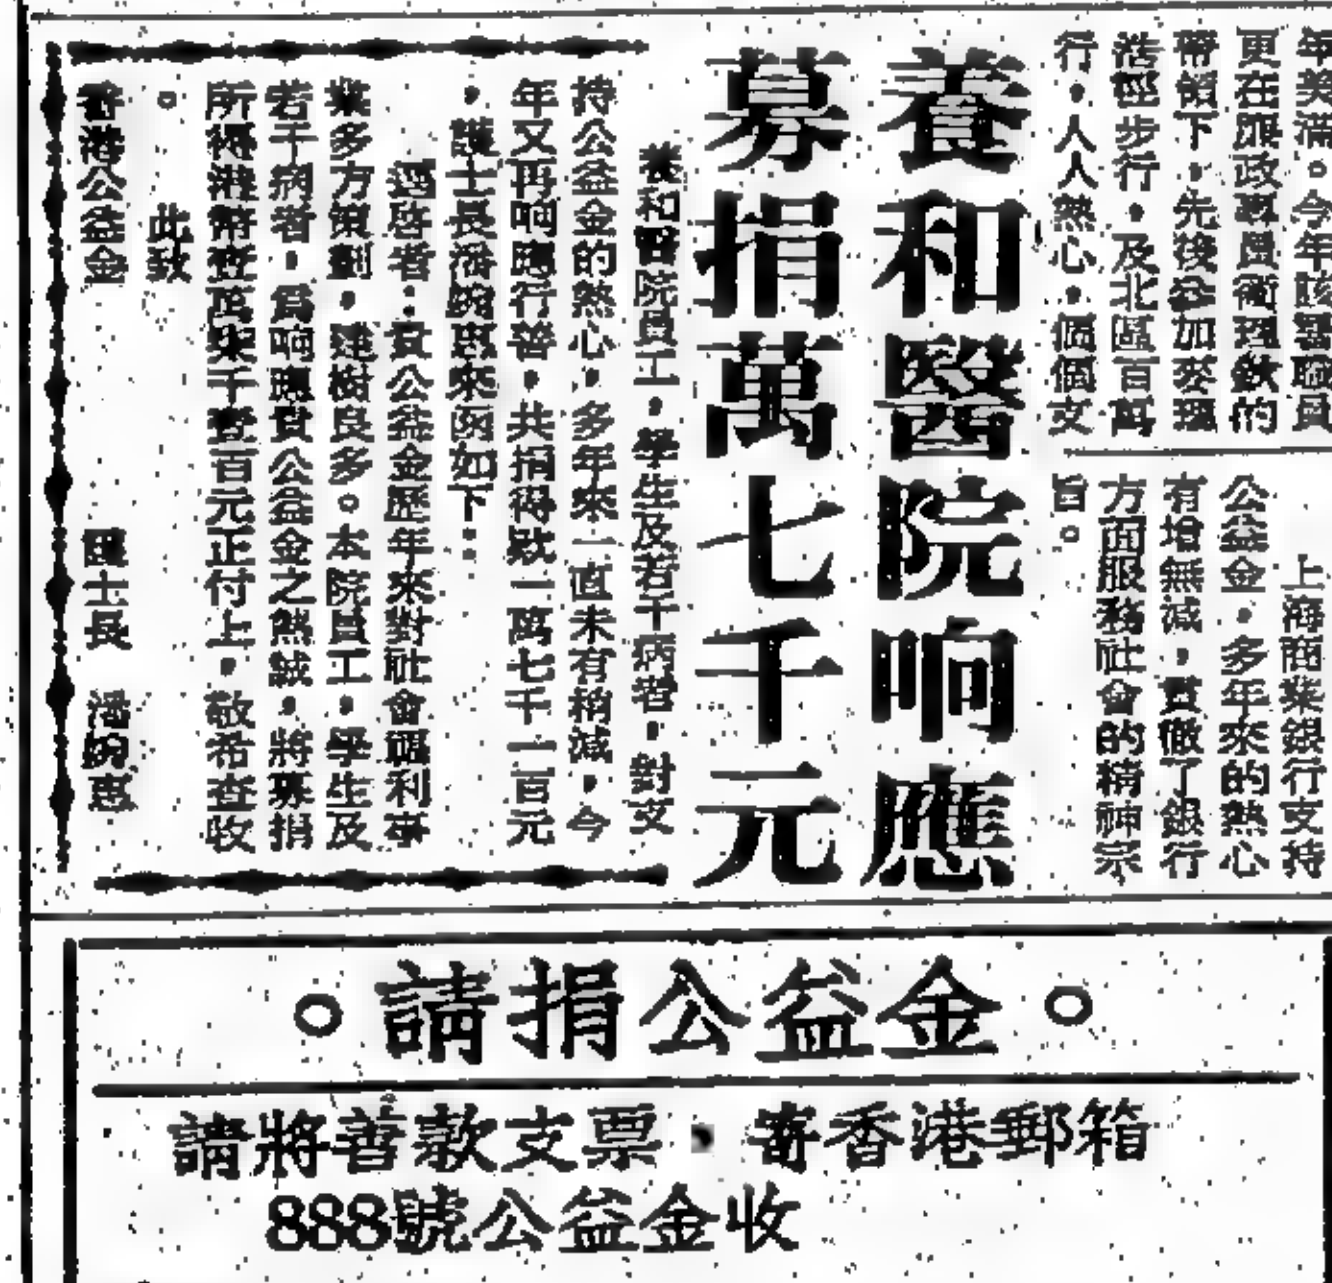 年美滿。今年該署職員
更在廉政專員衛理欽的
帶領下,先後參加麥理
浩徑步行,及北區百萬
行,人人熱心,個個支
上海商業銀行支持
公益金,多年來的熱心
有增無減,貫徹了銀行
方面服務社會的精神宗
旨。
養和醫院响應
募捐萬七千元
養和醫院員工,學生及若干病者,對支
持公益金的熱心,多年來一直未有稍減,今
年又再响應行善,共捐得欵一萬七千一百元
,護士長潘婉惠來函如下:
逕啓者:貴公益金歷年來對社會福利事
業多方策劃,建樹良多。本院員工,學生及
若干病者,爲响應貴公益金之熱誠,將募捐
所得港幣壹萬柒千壹百元正付上,敬希查收
。 此致
香港公益金 護士長 潘婉惠
。請捐公益金。
請將善款支票,寄香港郵箱
888號公益金收